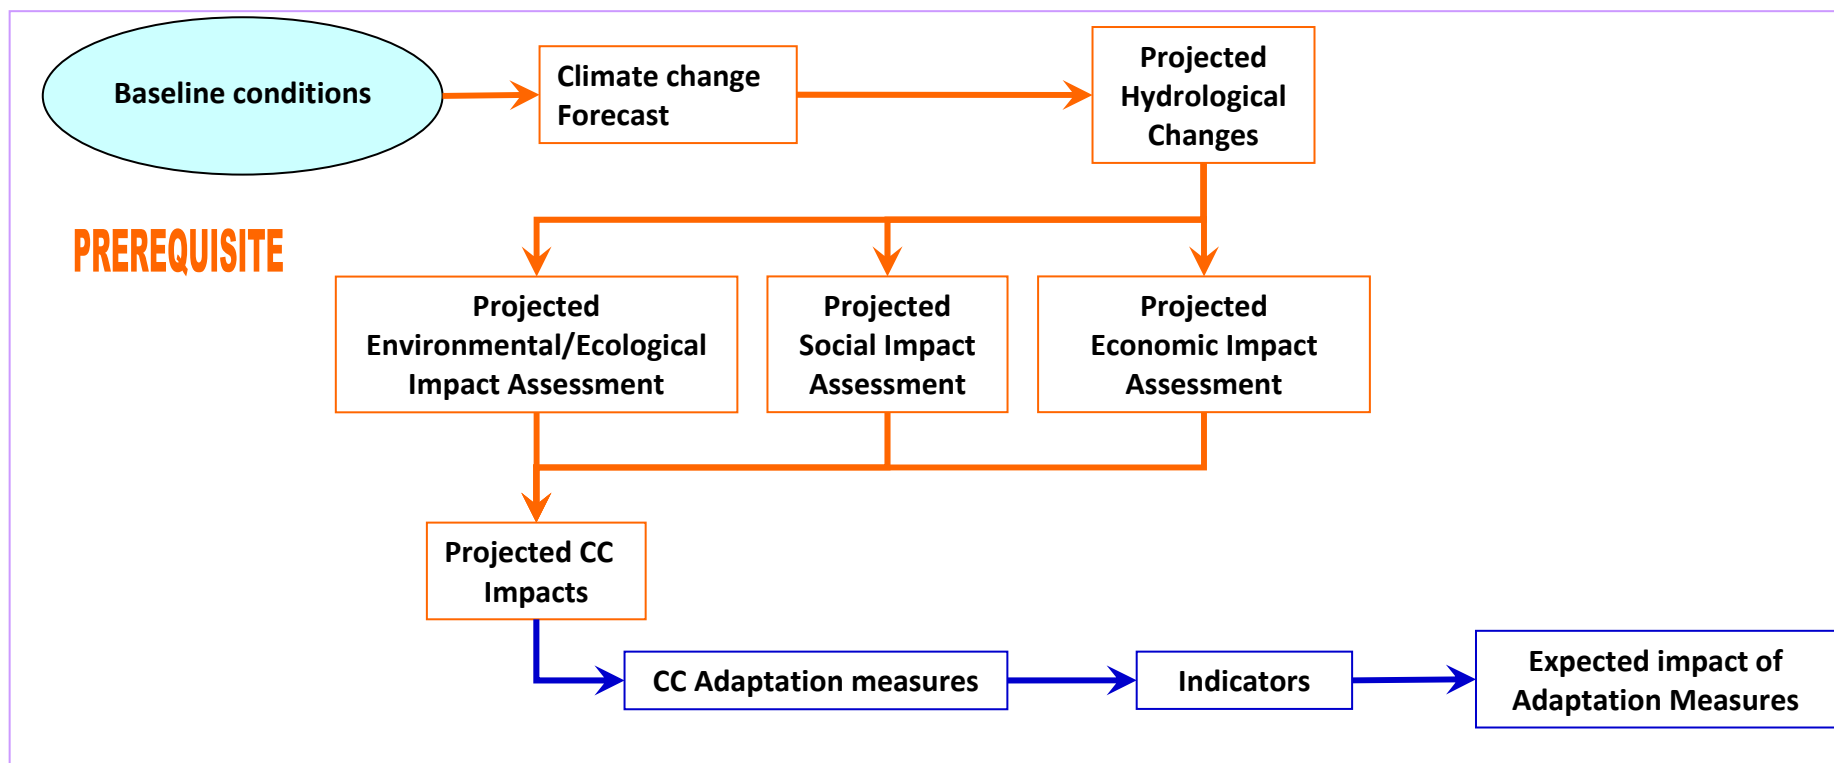 Baseline conditions
Climate change
Forecast
Projected
Hydrological
Changes
PREREQUISITE
Projected
Environmental/Ecological
Impact Assessment
Projected
Social Impact
Assessment
Projected
Economic Impact
Assessment
Projected CC
Impacts
CC Adaptation measures
Indicators
Expected impact of
Adaptation Measures